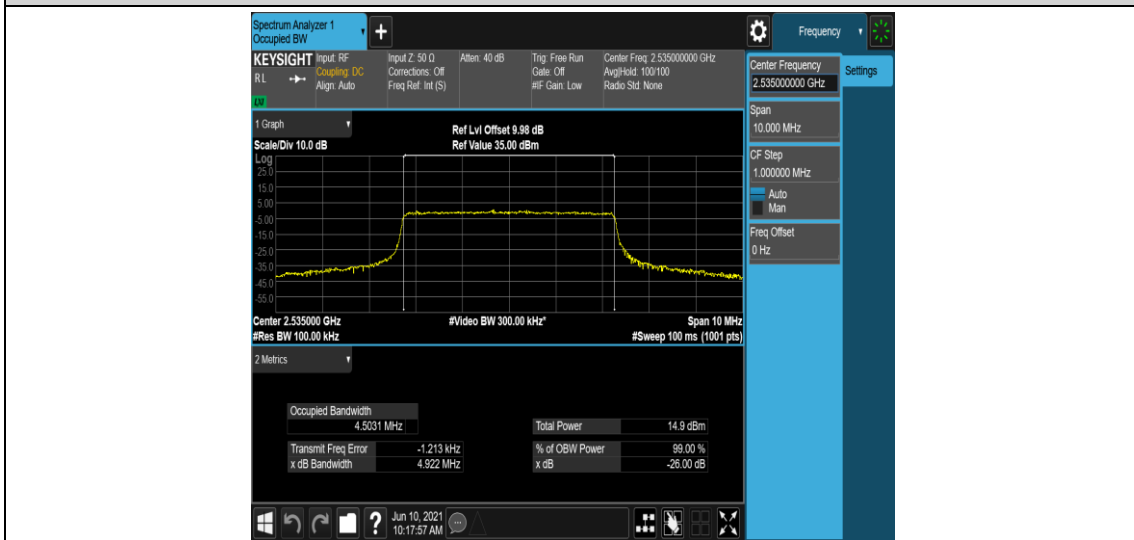 Spectrum Analyzer 1
Occupied BW
+
Frequency
KEYSIGHT
RL
LXI
Input: RF
Coupling: DC
Align: Auto
Input Z: 50 Ω
Corrections: Off
Freq Ref: Int (S)
Atten: 40 dB
Trig: Free Run
Gate: Off
#IF Gain: Low
Center Freq: 2.535000000 GHz
Avg|Hold: 100/100
Radio Std: None
Center Frequency
2.535000000 GHz
Settings
Span
10.000 MHz
CF Step
1.000000 MHz
Auto
Man
Freq Offset
0 Hz
1 Graph
Scale/Div 10.0 dB
Ref Lvl Offset 9.98 dB
Ref Value 35.00 dBm
Log
25.0
15.0
5.00
-5.00
-15.0
-25.0
-35.0
-45.0
-55.0
Center 2.535000 GHz
#Video BW 300.00 kHz*
Span 10 MHz
#Res BW 100.00 kHz
#Sweep 100 ms (1001 pts)
2 Metrics
Occupied Bandwidth
4.5031 MHz
Total Power 14.9 dBm
Transmit Freq Error -1.213 kHz
% of OBW Power 99.00 %
x dB Bandwidth 4.922 MHz
x dB -26.00 dB
?
Jun 10, 2021
10:17:57 AM